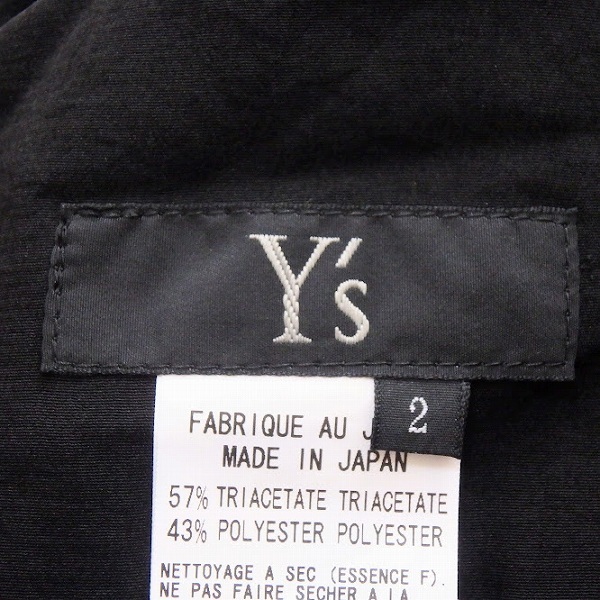 Y's
2
FABRIQUE AU J
MADE IN JAPAN
57% TRIACETATE TRIACETATE
43% POLYESTER POLYESTER
NETTOYAGE A SEC (ESSENCE F).
NE PAS FAIRE SECHER A LA